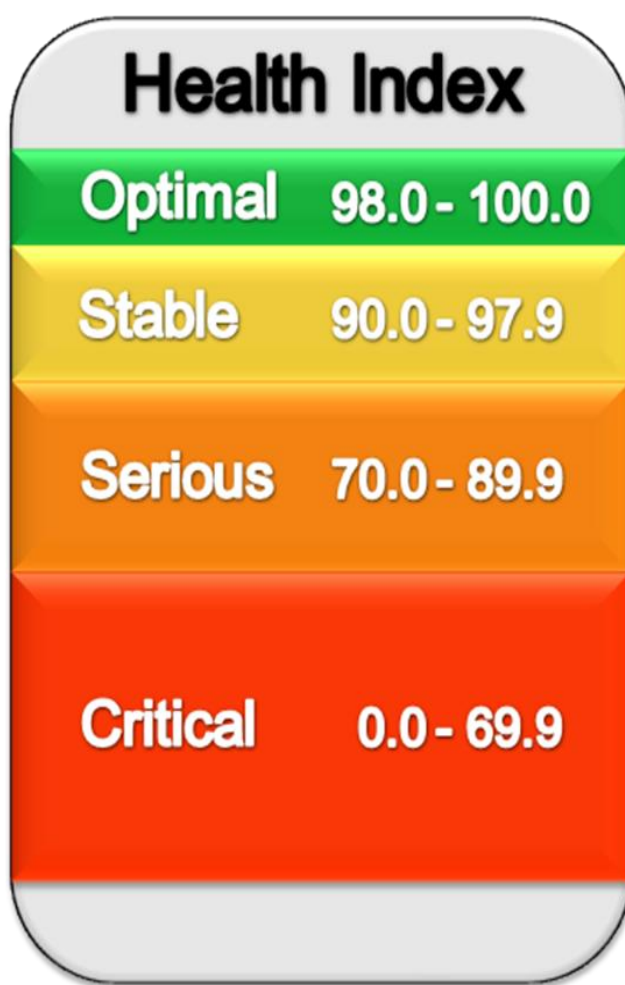 Health Index
Optimal 98.0 - 100.0
Stable 90.0 - 97.9
Serious 70.0 - 89.9
Critical 0.0 - 69.9